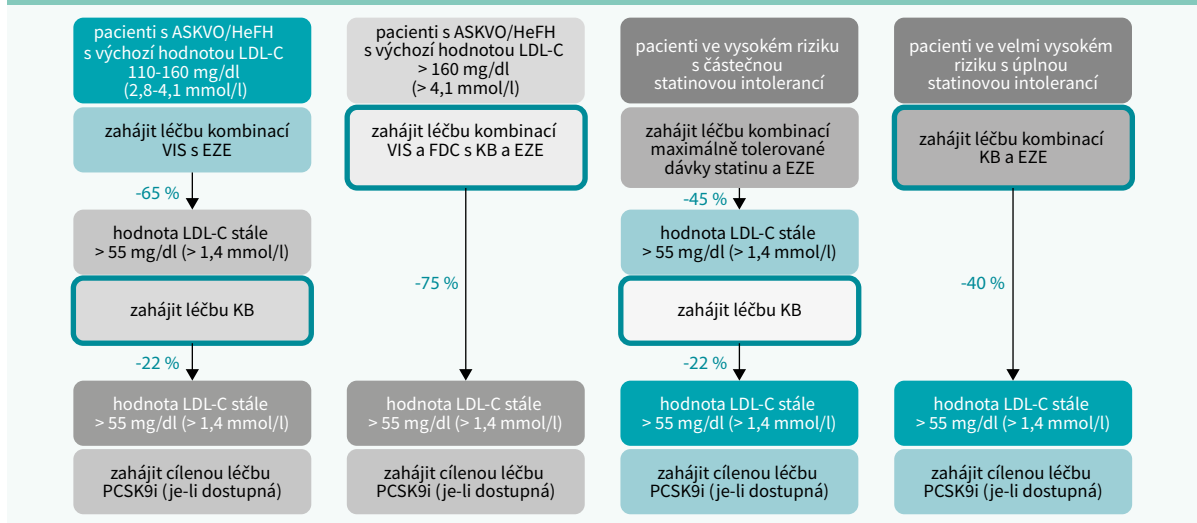 pacienti s ASKVO/HeFH
s výchozí hodnotou LDL-C
110-160 mg/dl
(2,8-4,1 mmol/l)
zahájit léčbu kombinací
VIS s EZE
-65 %
hodnota LDL-C stále
> 55 mg/dl (> 1,4 mmol/l)
zahájit léčbu KB
-22 %
hodnota LDL-C stále
> 55 mg/dl (> 1,4 mmol/l)
zahájit cílenou léčbu
PCSK9i (je-li dostupná)
pacienti s ASKVO/HeFH
s výchozí hodnotou LDL-C
> 160 mg/dl
(> 4,1 mmol/l)
zahájit léčbu kombinací
VIS a FDC s KB a EZE
-75 %
hodnota LDL-C stále
> 55 mg/dl (> 1,4 mmol/l)
zahájit cílenou léčbu
PCSK9i (je-li dostupná)
pacienti ve vysokém riziku
s částečnou
statinovou intolerancí
zahájit léčbu kombinací
maximálně tolerované
dávky statinu a EZE
-45 %
hodnota LDL-C stále
> 55 mg/dl (> 1,4 mmol/l)
zahájit léčbu KB
-22 %
hodnota LDL-C stále
> 55 mg/dl (> 1,4 mmol/l)
zahájit cílenou léčbu
PCSK9i (je-li dostupná)
pacienti ve velmi vysokém
riziku s úplnou
statinovou intolerancí
zahájit léčbu kombinací
KB a EZE
-40 %
hodnota LDL-C stále
> 55 mg/dl (> 1,4 mmol/l)
zahájit cílenou léčbu
PCSK9i (je-li dostupná)